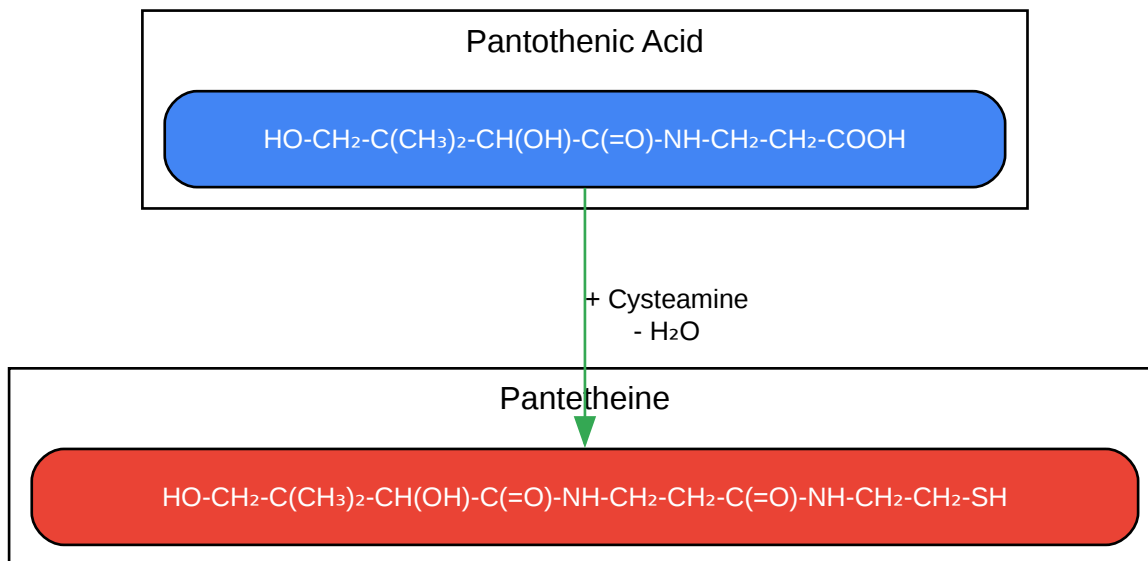 Pantothenic Acid
HO-CH₂-C(CH₃)₂-CH(OH)-C(=O)-NH-CH₂-CH₂-COOH
+ Cysteamine
- H₂O
Pantetheine
HO-CH₂-C(CH₃)₂-CH(OH)-C(=O)-NH-CH₂-CH₂-C(=O)-NH-CH₂-CH₂-SH